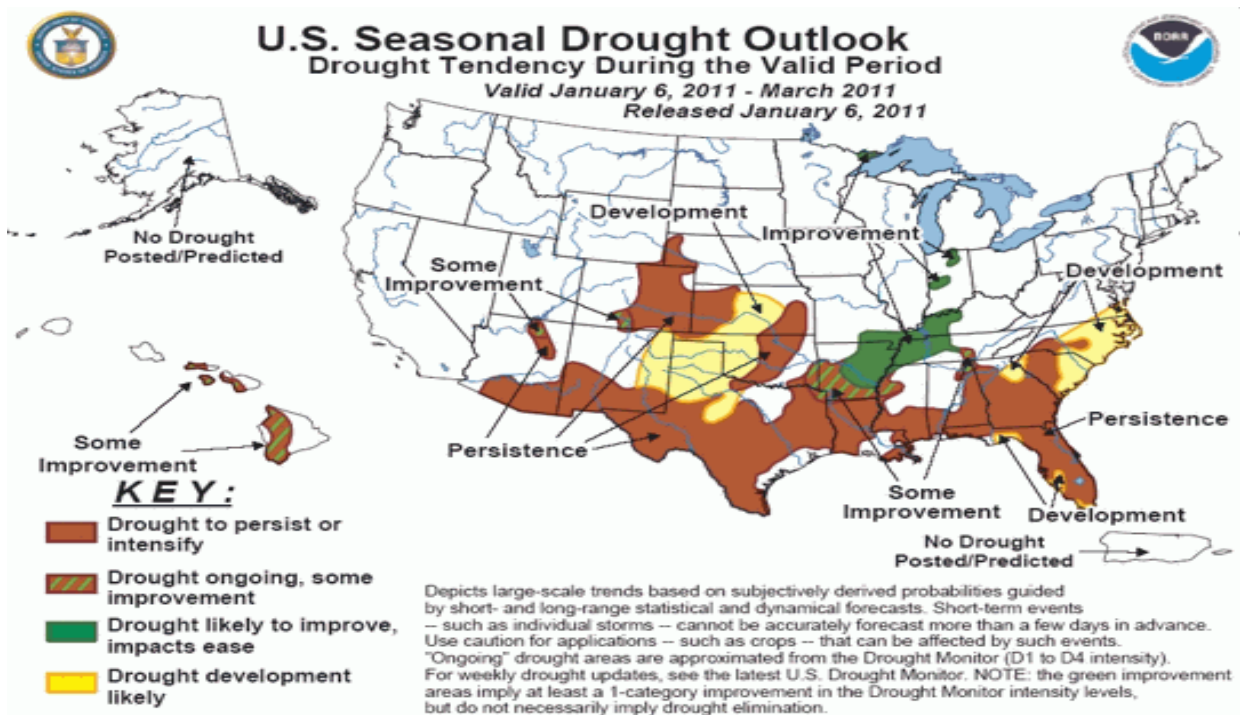 U.S. Seasonal Drought Outlook
Drought Tendency During the Valid Period
Valid January 6, 2011 - March 2011
Released January 6, 2011
NOAA
No Drought
Posted/Predicted
Development
Improvement
Some
Improvement
Development
Persistence
Persistence
Some
Improvement
Some
Improvement
Development
No Drought
Posted/Predicted
KEY:
Drought to persist or
intensify
Drought ongoing, some
improvement
Drought likely to improve,
impacts ease
Drought development
likely
Depicts large-scale trends based on subjectively derived probabilities guided
by short- and long-range statistical and dynamical forecasts. Short-term events
-- such as individual storms -- cannot be accurately forecast more than a few days in advance.
Use caution for applications -- such as crops -- that can be affected by such events.
"Ongoing" drought areas are approximated from the Drought Monitor (D1 to D4 intensity).
For weekly drought updates, see the latest U.S. Drought Monitor. NOTE: the green improvement
areas imply at least a 1-category improvement in the Drought Monitor intensity levels,
but do not necessarily imply drought elimination.